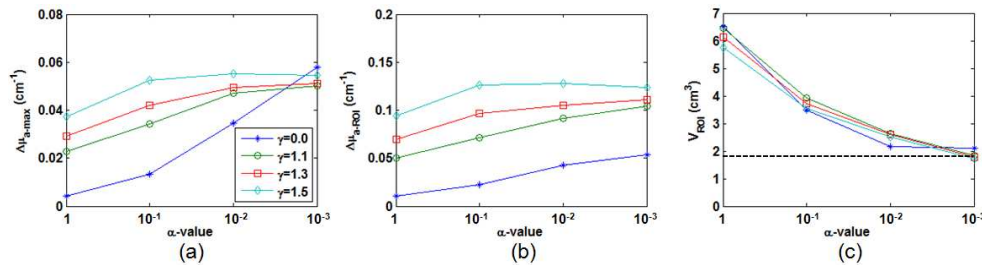 0.08
0.06
0.04
0.02
0
Δμa-max (cm⁻¹)
γ=0.0
γ=1.1
γ=1.3
γ=1.5
1
10⁻¹
10⁻²
10⁻³
α-value
(a)
0.2
0.15
0.1
0.05
0
Δμa-ROI (cm⁻¹)
1
10⁻¹
10⁻²
10⁻³
α-value
(b)
7
6
5
4
3
2
1
0
VROI (cm³)
1
10⁻¹
10⁻²
10⁻³
α-value
(c)